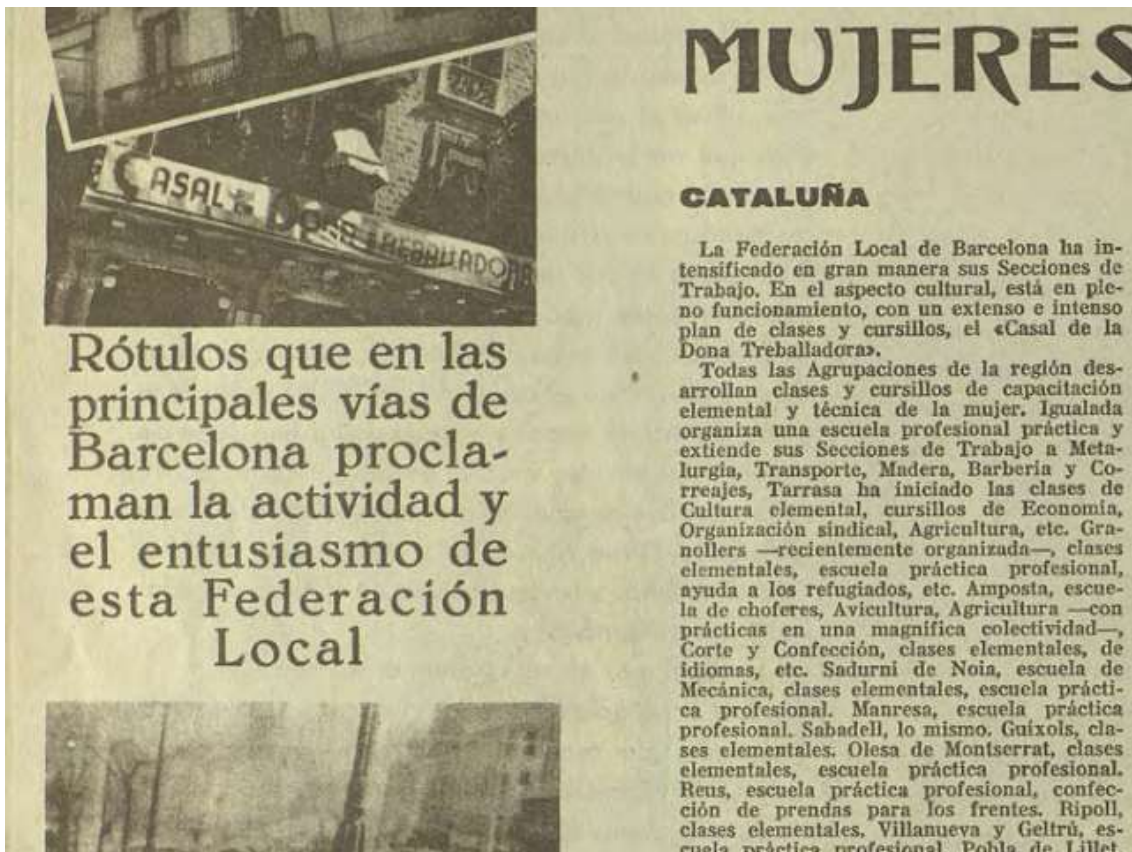 CASAL DE LA DONA TREBALLADORA
Rótulos que en las
principales vías de
Barcelona procla-
man la actividad y
el entusiasmo de
esta Federación
Local
MUJERES
CATALUÑA
La Federación Local de Barcelona ha in-
tensificado en gran manera sus Secciones de
Trabajo. En el aspecto cultural, está en ple-
no funcionamiento, con un extenso e intenso
plan de clases y cursillos, el «Casal de la
Dona Treballadora».
Todas las Agrupaciones de la región des-
arrollan clases y cursillos de capacitación
elemental y técnica de la mujer. Igualada
organiza una escuela profesional práctica y
extiende sus Secciones de Trabajo a Meta-
lurgia, Transporte, Madera, Barbería y Co-
rreajes, Tarrasa ha iniciado las clases de
Cultura elemental, cursillos de Economía,
Organización sindical, Agricultura, etc. Gra-
nollers —recientemente organizada—, clases
elementales, escuela práctica profesional,
ayuda a los refugiados, etc. Amposta, escue-
la de choferes, Avicultura, Agricultura —con
prácticas en una magnífica colectividad—,
Corte y Confección, clases elementales, de
idiomas, etc. Sadurní de Noia, escuela de
Mecánica, clases elementales, escuela prácti-
ca profesional. Manresa, escuela práctica
profesional. Sabadell, lo mismo. Guixols, cla-
ses elementales. Olesa de Montserrat, clases
elementales, escuela práctica profesional.
Reus, escuela práctica profesional, confec-
ción de prendas para los frentes. Ripoll,
clases elementales, Villanueva y Geltrú, es-
cuela práctica profesional. Pobla de Lillet,